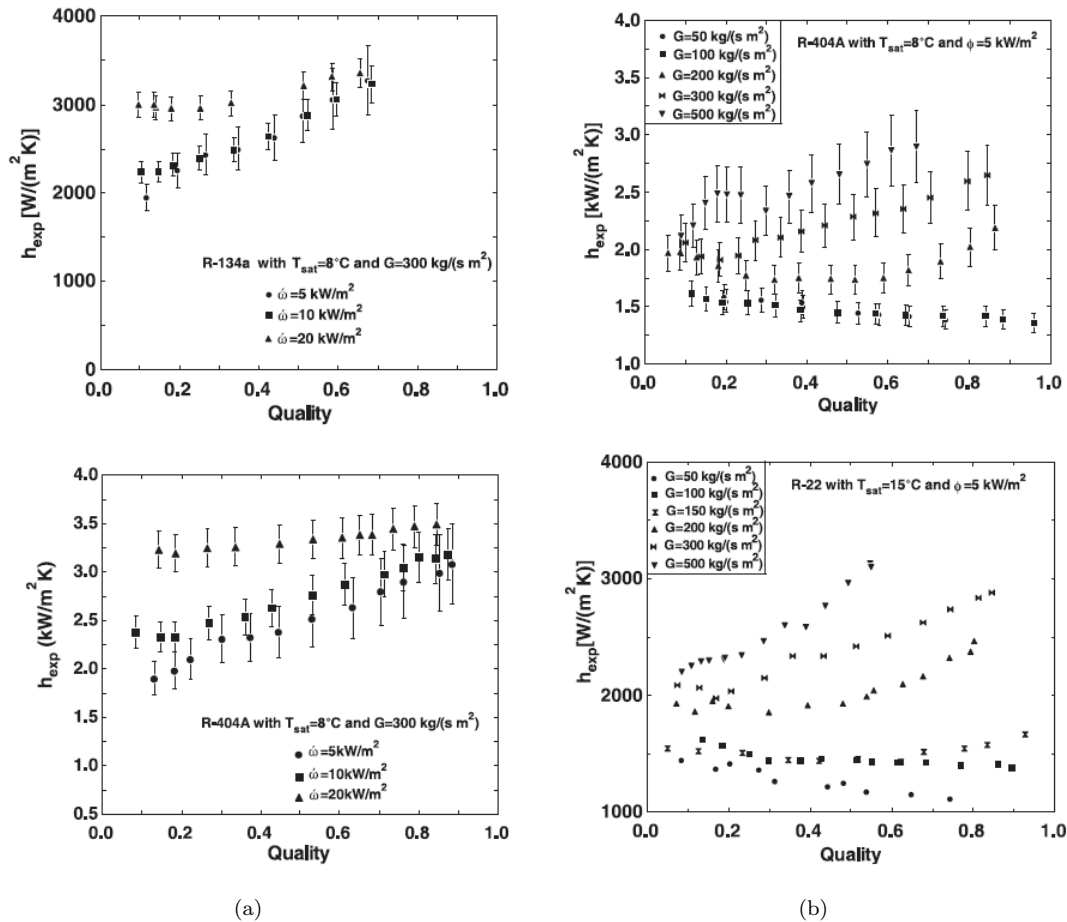 4000
3000
2000
1000
0
0.0 0.2 0.4 0.6 0.8 1.0
h_exp [W/(m² K)]
Quality
R-134a with T_sat=8°C and G=300 kg/(s m²)
ώ=5 kW/m²
ώ=10 kW/m²
ώ=20 kW/m²
4.0
3.5
3.0
2.5
2.0
1.5
1.0
0.0 0.2 0.4 0.6 0.8 1.0
h_exp [kW/(m² K)]
Quality
G=50 kg/(s m²)
G=100 kg/(s m²)
G=200 kg/(s m²)
G=300 kg/(s m²)
G=500 kg/(s m²)
R-404A with T_sat=8°C and ϕ=5 kW/m²
4.0
3.5
3.0
2.5
2.0
1.5
1.0
0.5
0.0 0.2 0.4 0.6 0.8 1.0
h_exp (kW/m² K)
Quality
R-404A with T_sat=8°C and G=300 kg/(s m²)
ώ=5kW/m²
ώ=10kW/m²
ώ=20kW/m²
4000
3000
2000
1000
0.0 0.2 0.4 0.6 0.8 1.0
h_exp[W/(m² K)]
Quality
G=50 kg/(s m²)
G=100 kg/(s m²)
G=150 kg/(s m²)
G=200 kg/(s m²)
G=300 kg/(s m²)
G=500 kg/(s m²)
R-22 with T_sat=15°C and ϕ=5 kW/m²
(a)
(b)